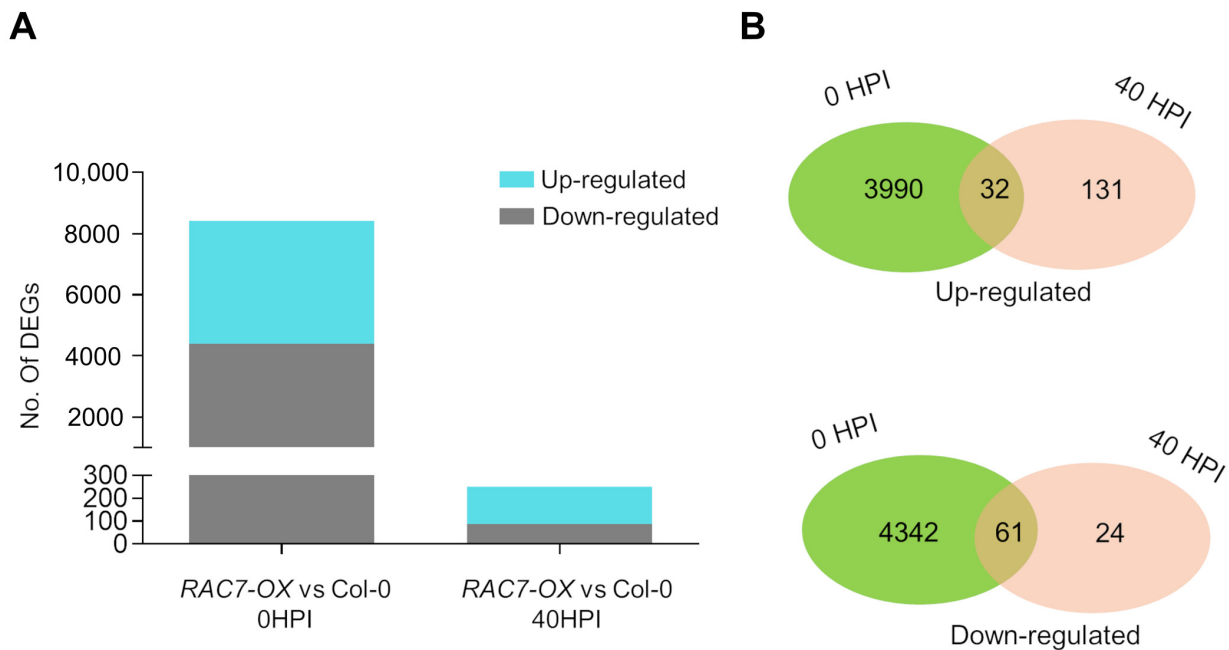 A
No. Of DEGs
10,000
8000
6000
4000
2000
300
200
100
0
Up-regulated
Down-regulated
RAC7-OX vs Col-0
0HPI
RAC7-OX vs Col-0
40HPI
B
0 HPI
40 HPI
3990 32 131
Up-regulated
0 HPI
40 HPI
4342 61 24
Down-regulated